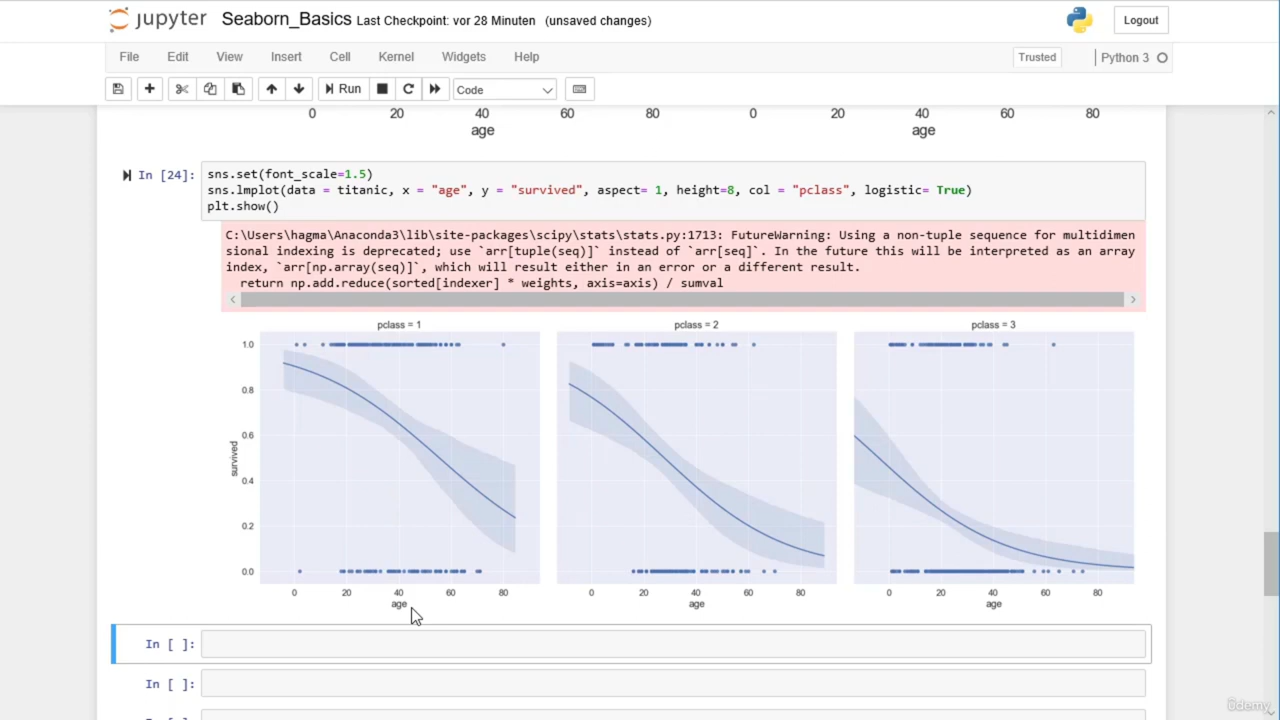 jupyter Seaborn_Basics Last Checkpoint: vor 28 Minuten (unsaved changes) Logout
File Edit View Insert Cell Kernel Widgets Help Trusted Python 3
Run Code
0 20 40 60 80 0 20 40 60 80
age age
In [24]: sns.set(font_scale=1.5)
sns.lmplot(data = titanic, x = "age", y = "survived", aspect= 1, height=8, col = "pclass", logistic= True)
plt.show()
C:\Users\hagma\Anaconda3\lib\site-packages\scipy\stats\stats.py:1713: FutureWarning: Using a non-tuple sequence for multidimen
sional indexing is deprecated; use `arr[tuple(seq)]` instead of `arr[seq]`. In the future this will be interpreted as an array
index, `arr[np.array(seq)]`, which will result either in an error or a different result.
return np.add.reduce(sorted[indexer] * weights, axis=axis) / sumval
pclass = 1 pclass = 2 pclass = 3
1.0
0.8
0.6
survived
0.4
0.2
0.0
0 20 40 60 80 0 20 40 60 80 0 20 40 60 80
age age age
In [ ]:
In [ ]:
ûdemy